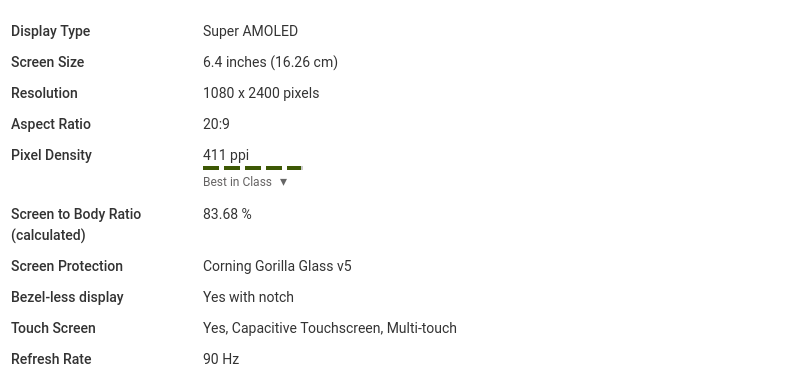 Display Type Super AMOLED
Screen Size 6.4 inches (16.26 cm)
Resolution 1080 x 2400 pixels
Aspect Ratio 20:9
Pixel Density 411 ppi
Best in Class ▼
Screen to Body Ratio 83.68 %
(calculated)
Screen Protection Corning Gorilla Glass v5
Bezel-less display Yes with notch
Touch Screen Yes, Capacitive Touchscreen, Multi-touch
Refresh Rate 90 Hz